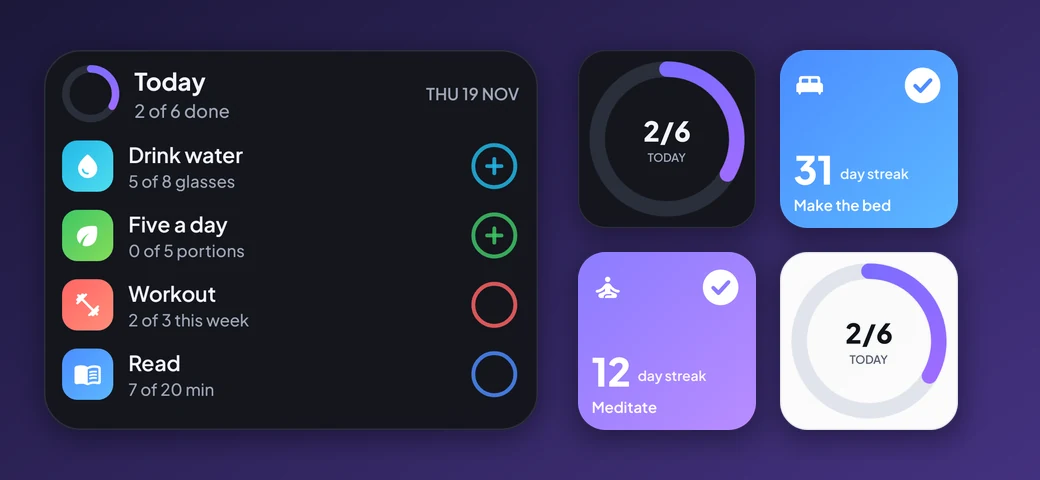 Today
2 of 6 done
THU 19 NOV
Drink water
5 of 8 glasses
Five a day
0 of 5 portions
Workout
2 of 3 this week
Read
7 of 20 min
2/6
TODAY
31 day streak
Make the bed
12 day streak
Meditate
2/6
TODAY